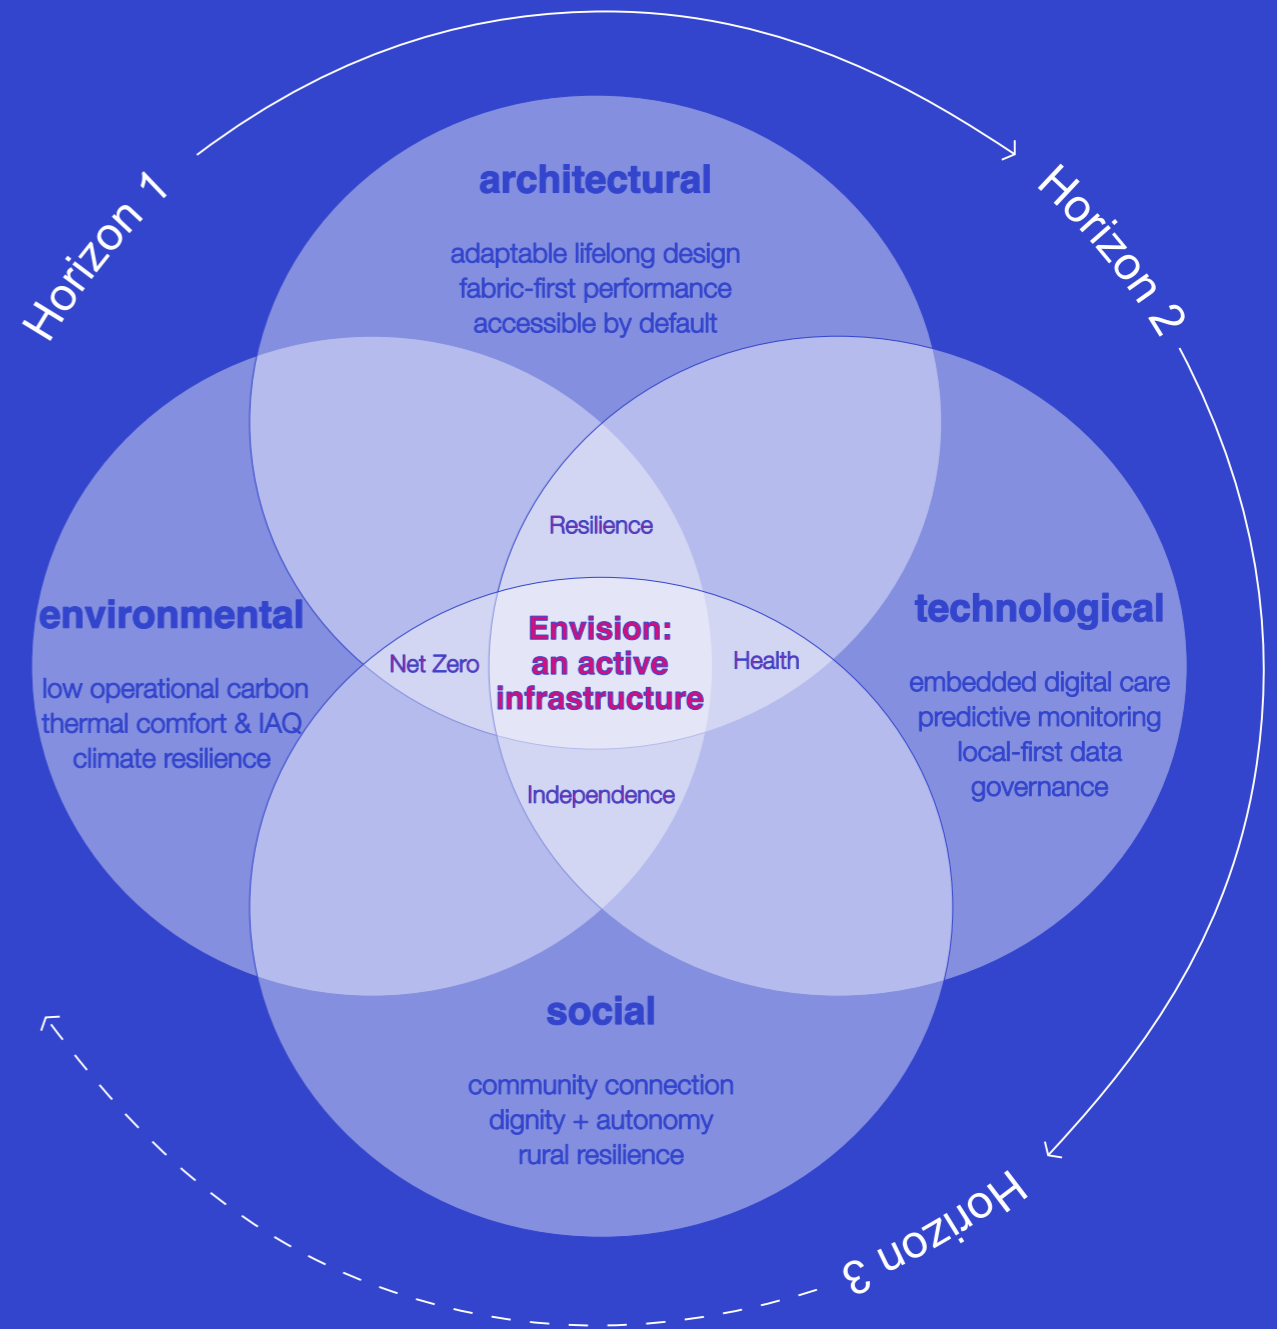 Horizon 1
Horizon 2
architectural
adaptable lifelong design
fabric-first performance
accessible by default
Resilience
environmental
low operational carbon
thermal comfort & IAQ
climate resilience
Net Zero
Envision:
an active
infrastructure
Health
technological
embedded digital care
predictive monitoring
local-first data
governance
Independence
social
community connection
dignity + autonomy
rural resilience
Horizon 3